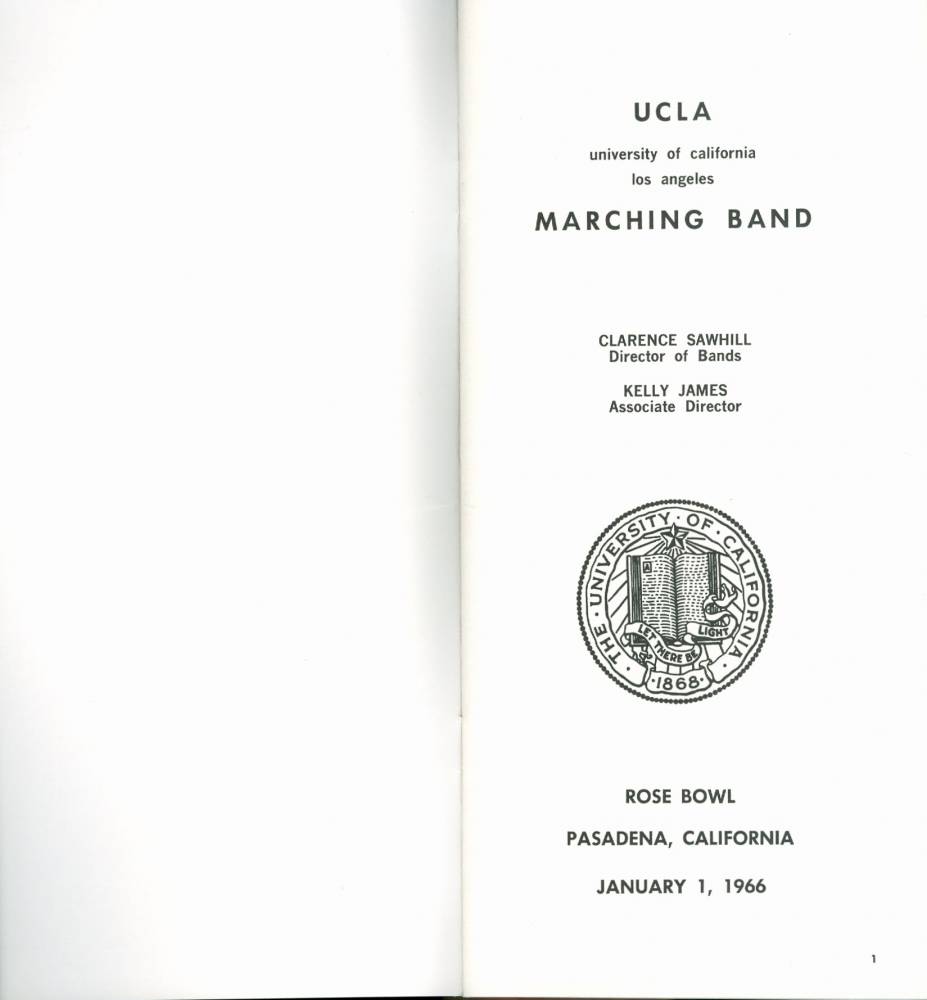 UCLA
university of california
los angeles
MARCHING BAND
CLARENCE SAWHILL
Director of Bands
KELLY JAMES
Associate Director
THE · UNIVERSITY · OF · CALIFORNIA ·
A
LET THERE BE LIGHT
· 1868 ·
ROSE BOWL
PASADENA, CALIFORNIA
JANUARY 1, 1966
1